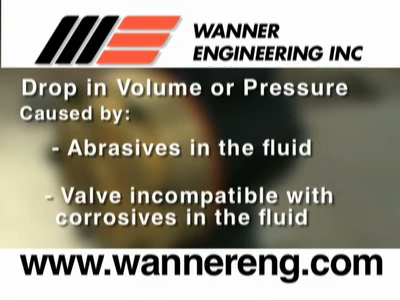 WANNER
ENGINEERING INC
Drop in Volume or Pressure
Caused by:
- Abrasives in the fluid
- Valve incompatible with
corrosives in the fluid
www.wannereng.com